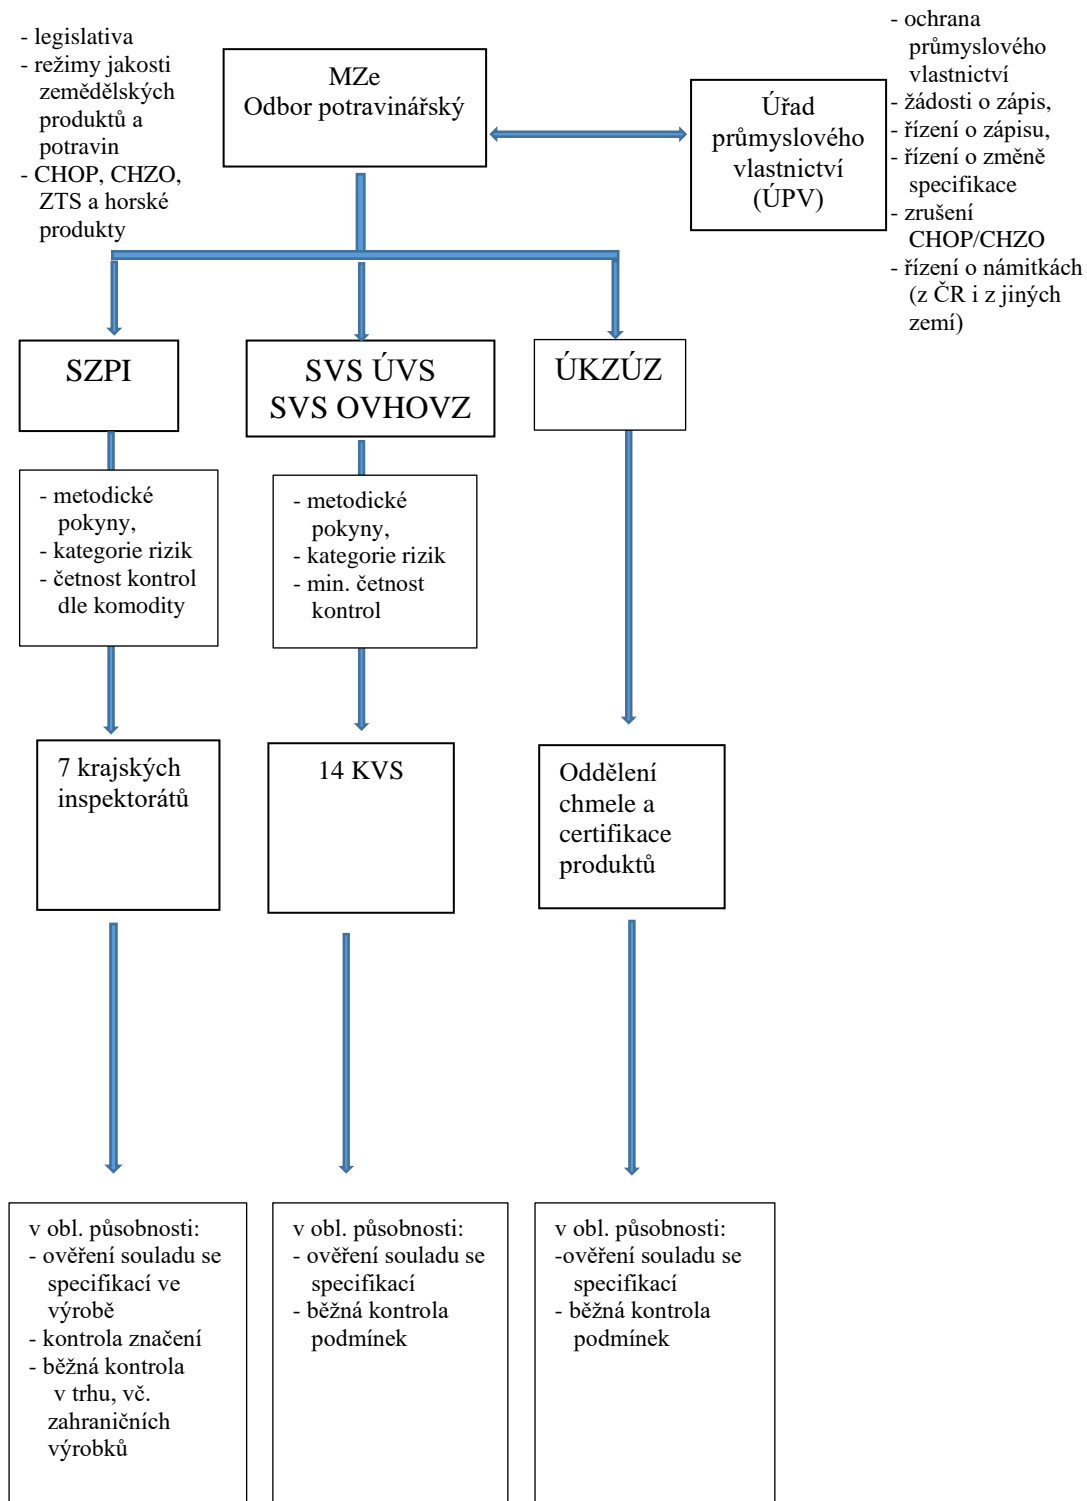 - legislativa
- režimy jakosti
zemědělských
produktů a
potravin
- CHOP, CHZO,
ZTS a horské
produkty
MZe
Odbor potravinářský
Úřad
průmyslového
vlastnictví
(ÚPV)
- ochrana
průmyslového
vlastnictví
- žádosti o zápis,
- řízení o zápisu,
- řízení o změně
specifikace
- zrušení
CHOP/CHZO
- řízení o námitkách
(z ČR i z jiných
zemí)
SZPI
SVS ÚVS
SVS OVHOVZ
ÚKZÚZ
- metodické
pokyny,
- kategorie rizik
- četnost kontrol
dle komodity
- metodické
pokyny,
- kategorie rizik
- min. četnost
kontrol
7 krajských
inspektorátů
14 KVS
Oddělení
chmele a
certifikace
produktů
v obl. působnosti:
- ověření souladu se
specifikací ve
výrobě
- kontrola značení
- běžná kontrola
v trhu, vč.
zahraničních
výrobků
v obl. působnosti:
- ověření souladu se
specifikací
- běžná kontrola
podmínek
v obl. působnosti:
-ověření souladu se
specifikací
- běžná kontrola
podmínek